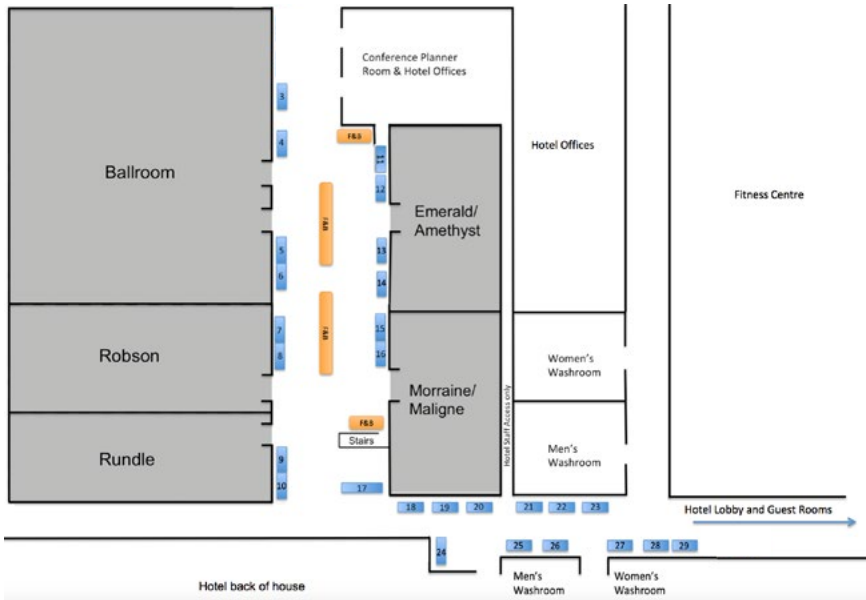 Conference Planner
Room & Hotel Offices
3
4
F&B
11
12
Hotel Offices
Ballroom
Fitness Centre
F&B
Emerald/
Amethyst
5
6
13
14
7
8
F&B
15
16
Robson
Women's
Washroom
Morraine/
Maligne
Hotel Staff Access only
F&B
Stairs
Rundle
9
10
Men's
Washroom
17
18
19
20
21
22
23
Hotel Lobby and Guest Rooms
24
25
26
27
28
29
Hotel back of house
Men's
Washroom
Women's
Washroom